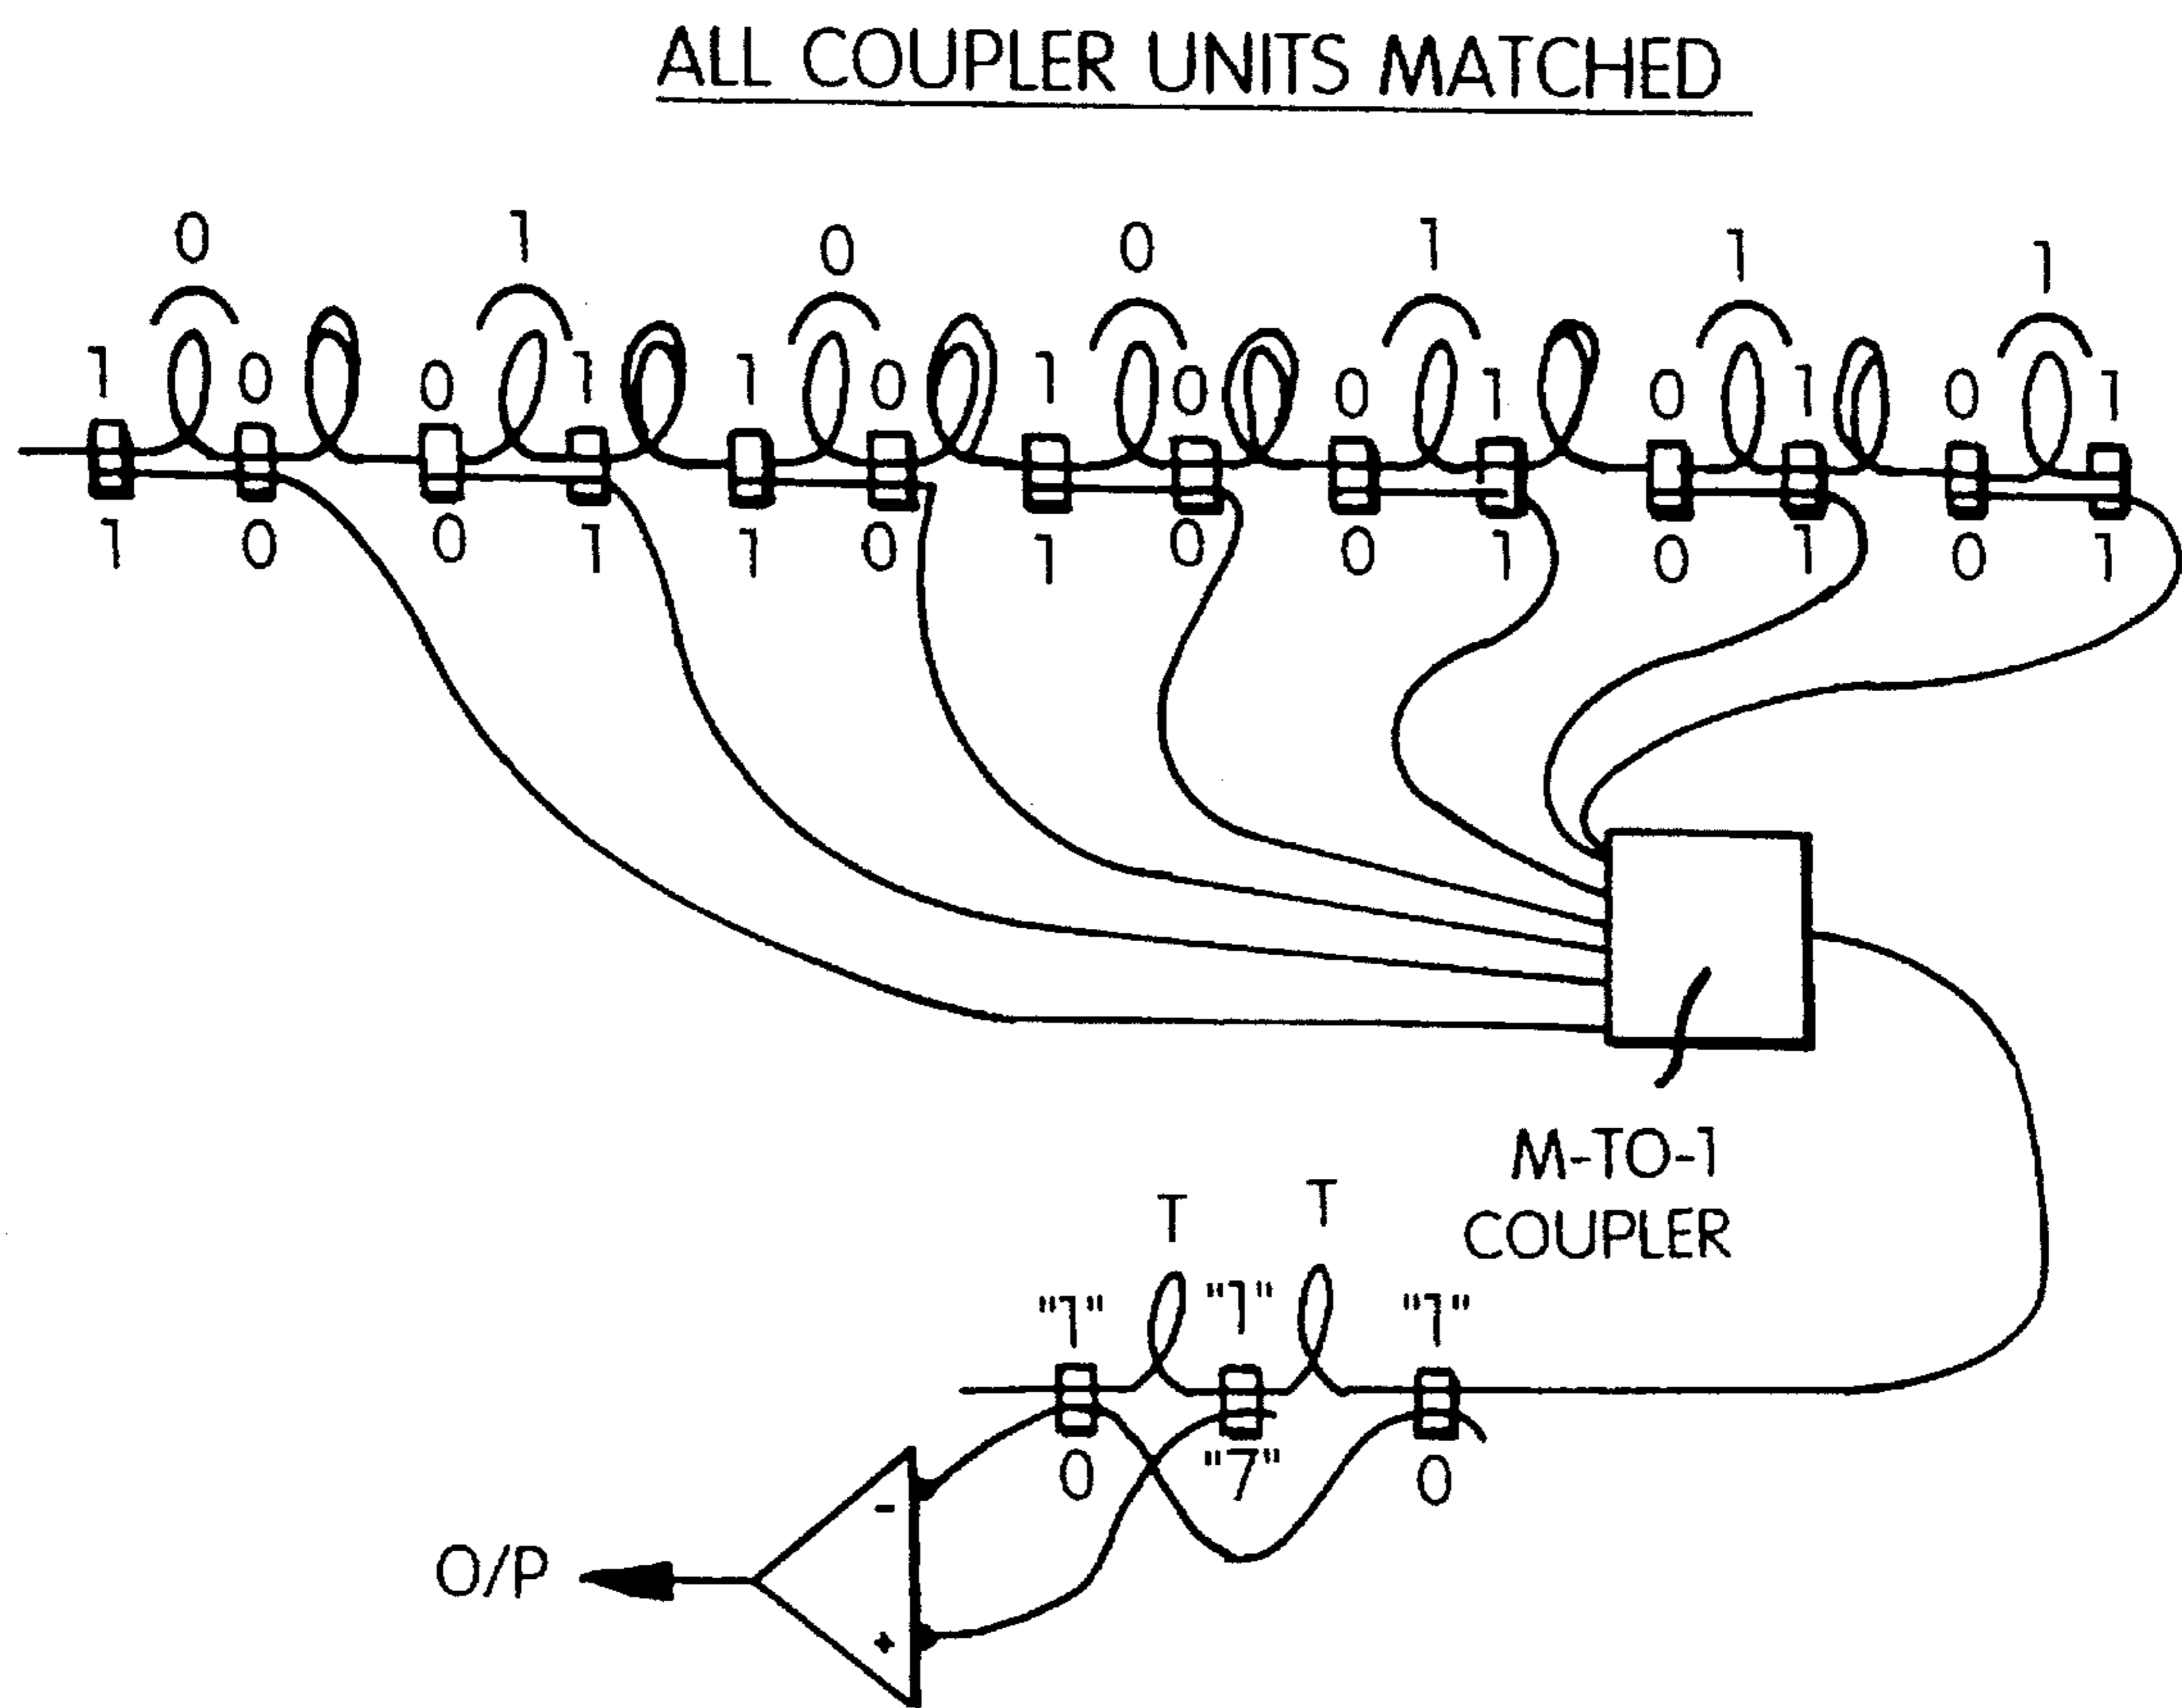 ALL COUPLER UNITS MATCHED
0 1 0 0 1 1 1
1 0 0 1 1 0 1 0 0 1 0 1 0 1
1 0 0 1 1 0 1 0 0 1 0 1 0 1
M-TO-1
COUPLER
T T
"1" "1" "1"
0 "7" 0
-
O/P
+